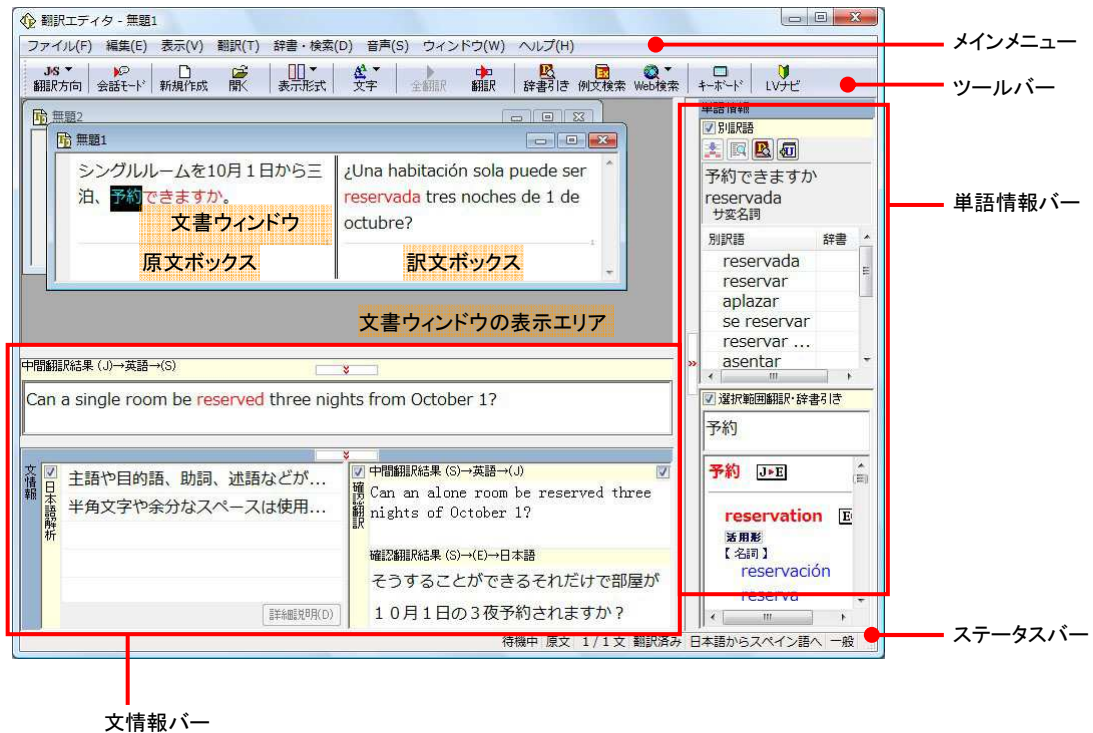 翻訳エディタ - 無題1
ファイル(F) 編集(E) 表示(V) 翻訳(T) 辞書・検索(D) 音声(S) ウィンドウ(W) ヘルプ(H)
メインメニュー
J›S
翻訳方向 会話モード 新規作成 開く 表示形式 文字 全翻訳 翻訳 辞書引き 例文検索 Web検索 キーボード LVナビ
ツールバー
無題2
無題1
シングルルームを10月1日から三
泊、予約できますか。
¿Una habitación sola puede ser
reservada tres noches de 1 de
octubre?
文書ウィンドウ
原文ボックス
訳文ボックス
文書ウィンドウの表示エリア
単語情報
別訳語
予約できますか
reservada
サ変名詞
別訳語 辞書
reservada
reservar
aplazar
se reservar
reservar ...
asentar
単語情報バー
選択範囲翻訳・辞書引き
予約
予約 J▸E
reservation
活用形
【 名詞 】
reservación
reserva
中間翻訳結果 (J)→英語→(S)
Can a single room be reserved three nights from October 1?
文情報
日本語解析
主語や目的語、助詞、述語などが...
半角文字や余分なスペースは使用...
詳細説明(D)
確認翻訳
中間翻訳結果 (S)→英語→(J)
Can an alone room be reserved three
nights of October 1?
確認翻訳結果 (S)→(E)→日本語
そうすることができるそれだけで部屋が
10月1日の3夜予約されますか？
待機中 原文 1/1文 翻訳済み 日本語からスペイン語へ 一般
ステータスバー
文情報バー